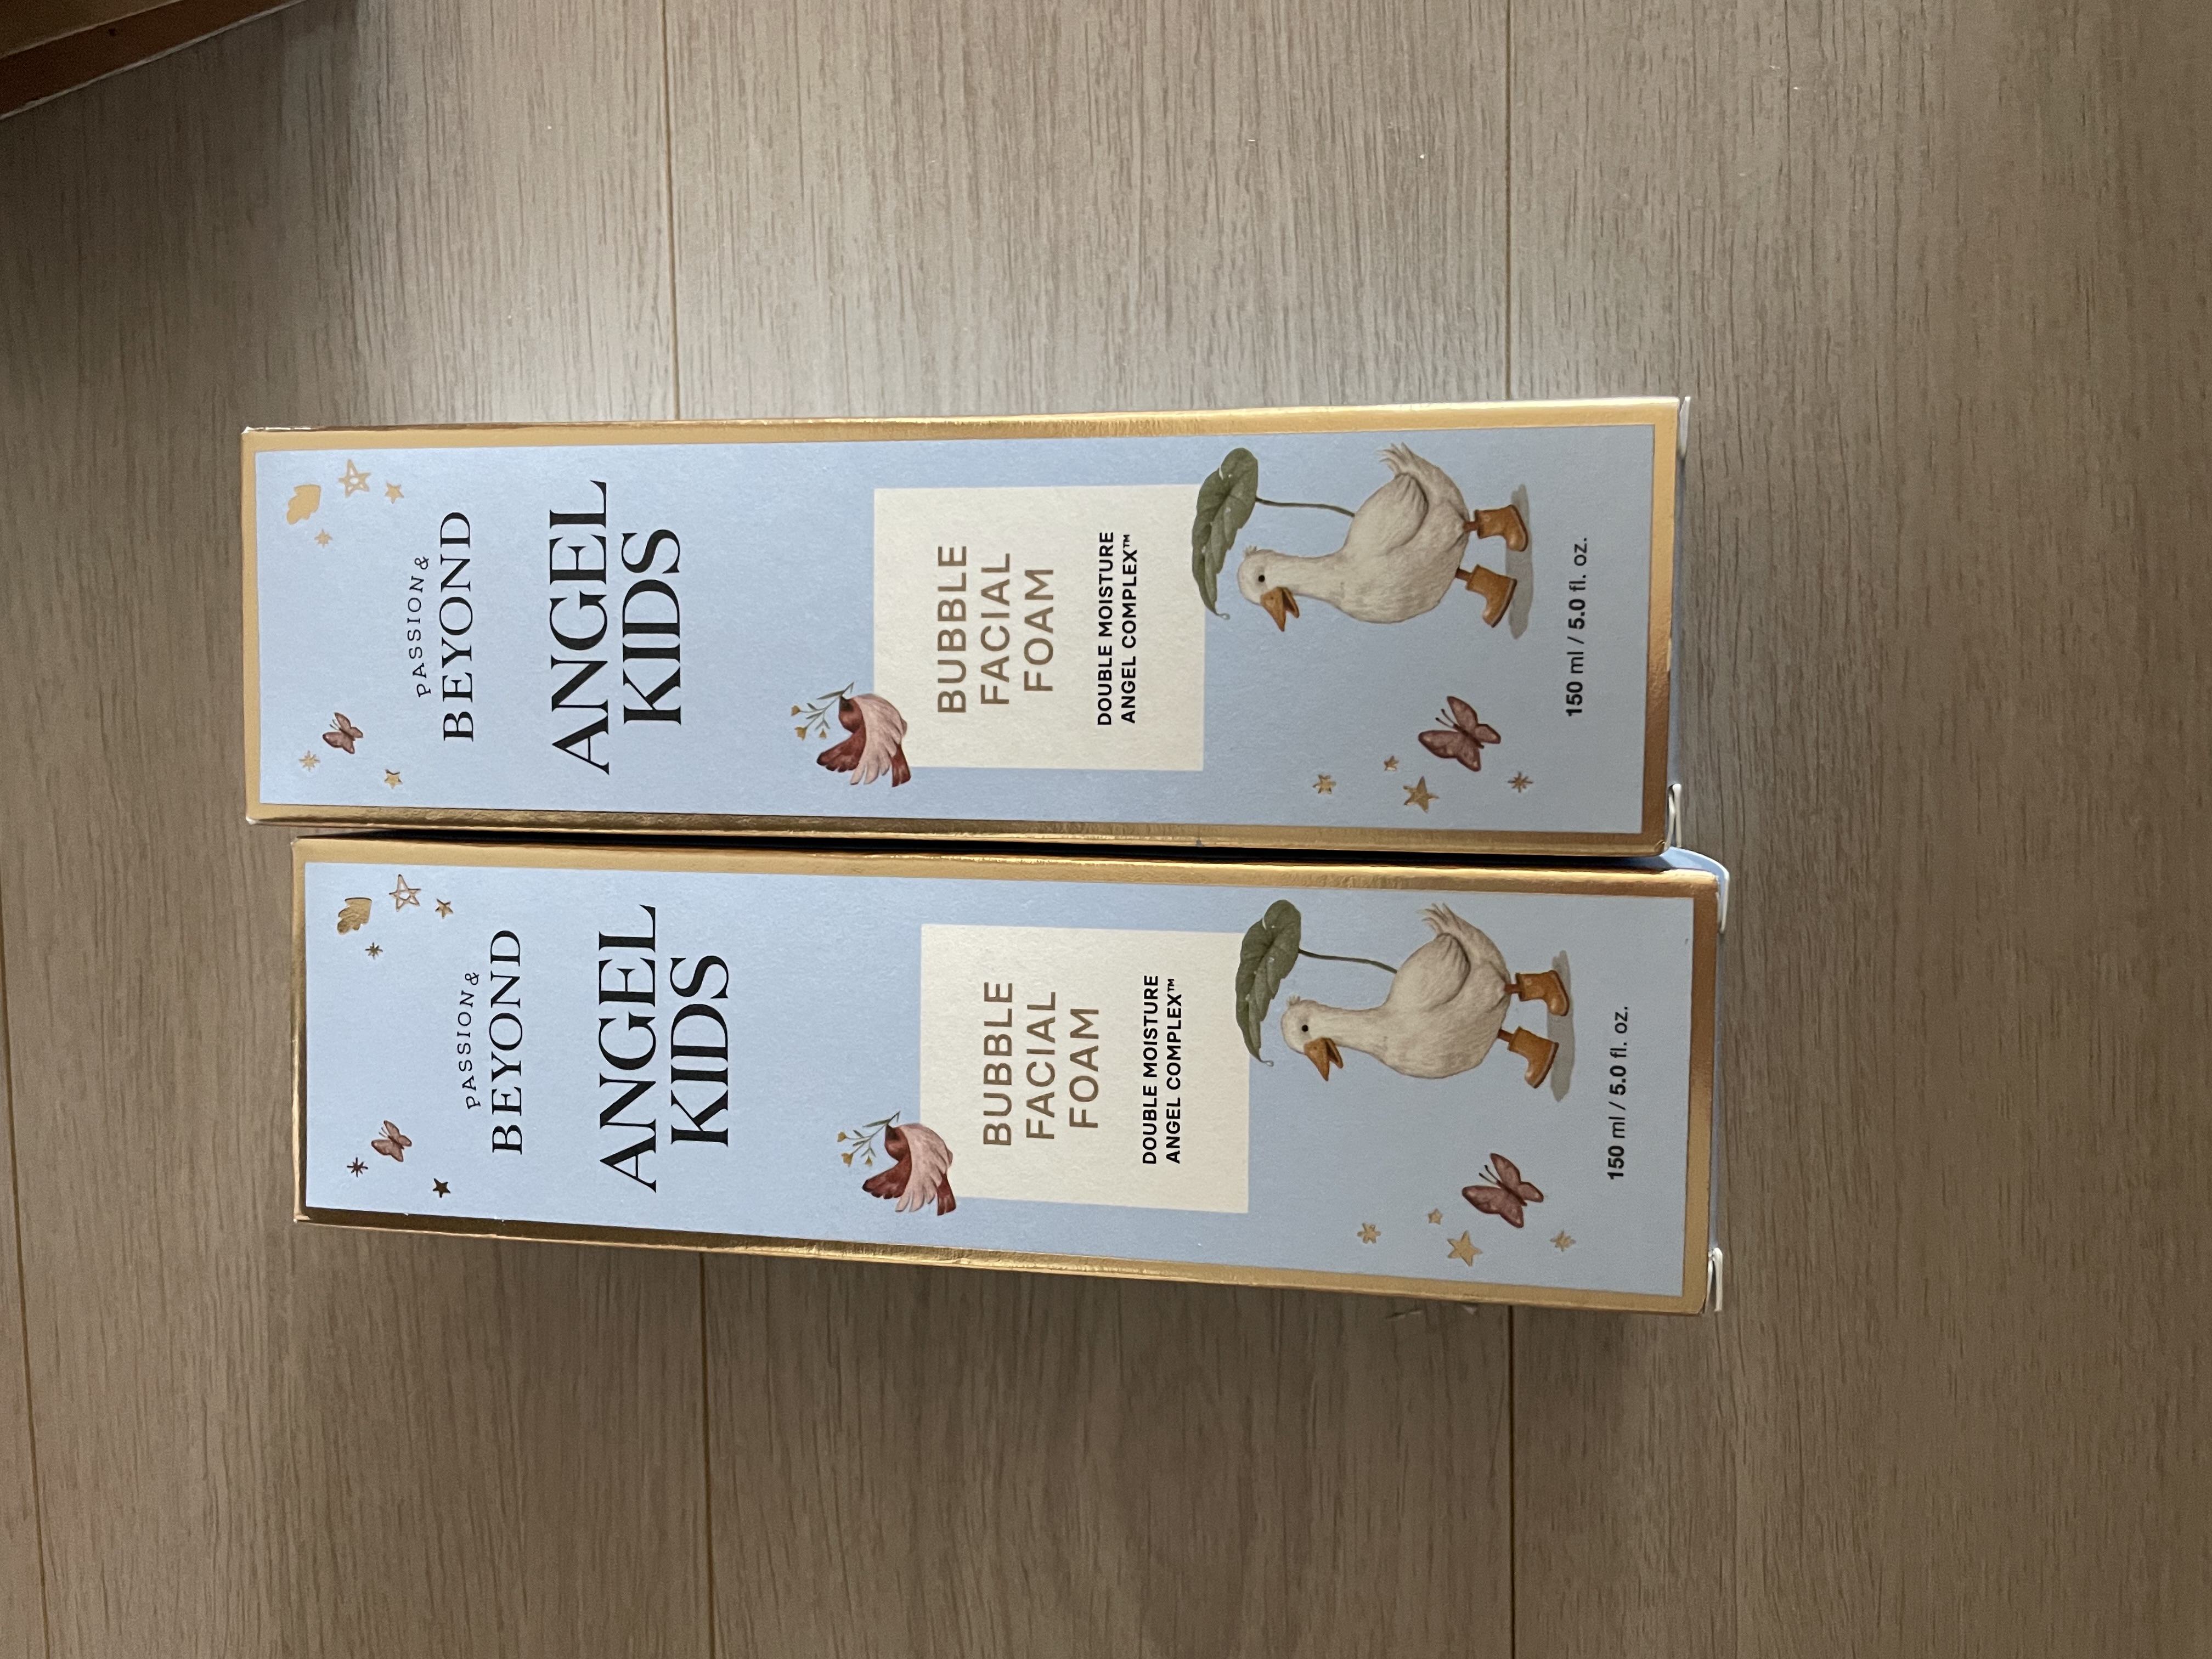 PASSION &
BEYOND
ANGEL
KIDS
BUBBLE
FACIAL
FOAM
DOUBLE MOISTURE
ANGEL COMPLEX™
150 ml / 5.0 fl. oz.
PASSION &
BEYOND
ANGEL
KIDS
BUBBLE
FACIAL
FOAM
DOUBLE MOISTURE
ANGEL COMPLEX™
150 ml / 5.0 fl. oz.